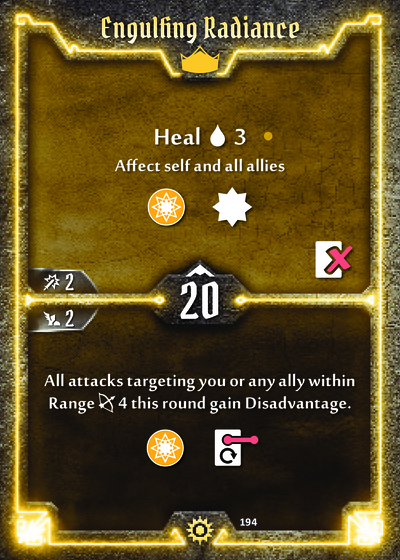 Engulfing Radiance
Heal 3
Affect self and all allies
2
20
2
All attacks targeting you or any ally within
Range 4 this round gain Disadvantage.
194